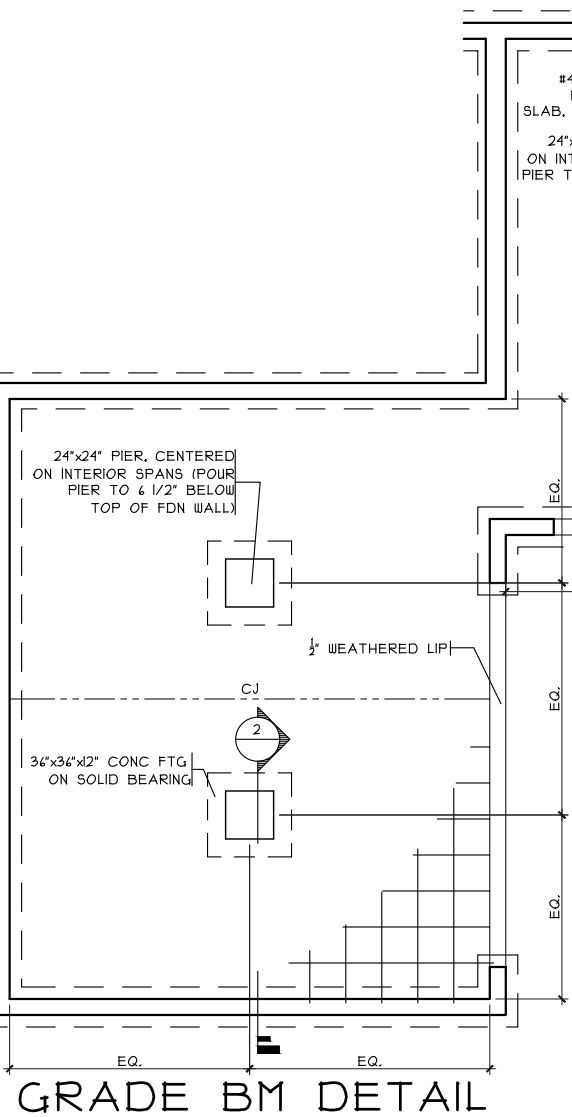 #4
SLAB.
24"x
ON INT
PIER T
24"x24" PIER, CENTERED
ON INTERIOR SPANS (POUR
PIER TO 6 1/2" BELOW
TOP OF FDN WALL)
EQ.
1/2" WEATHERED LIP
CJ
EQ.
2
36"x36"x12" CONC FTG
ON SOLID BEARING
EQ.
EQ.
EQ.
GRADE BM DETAIL